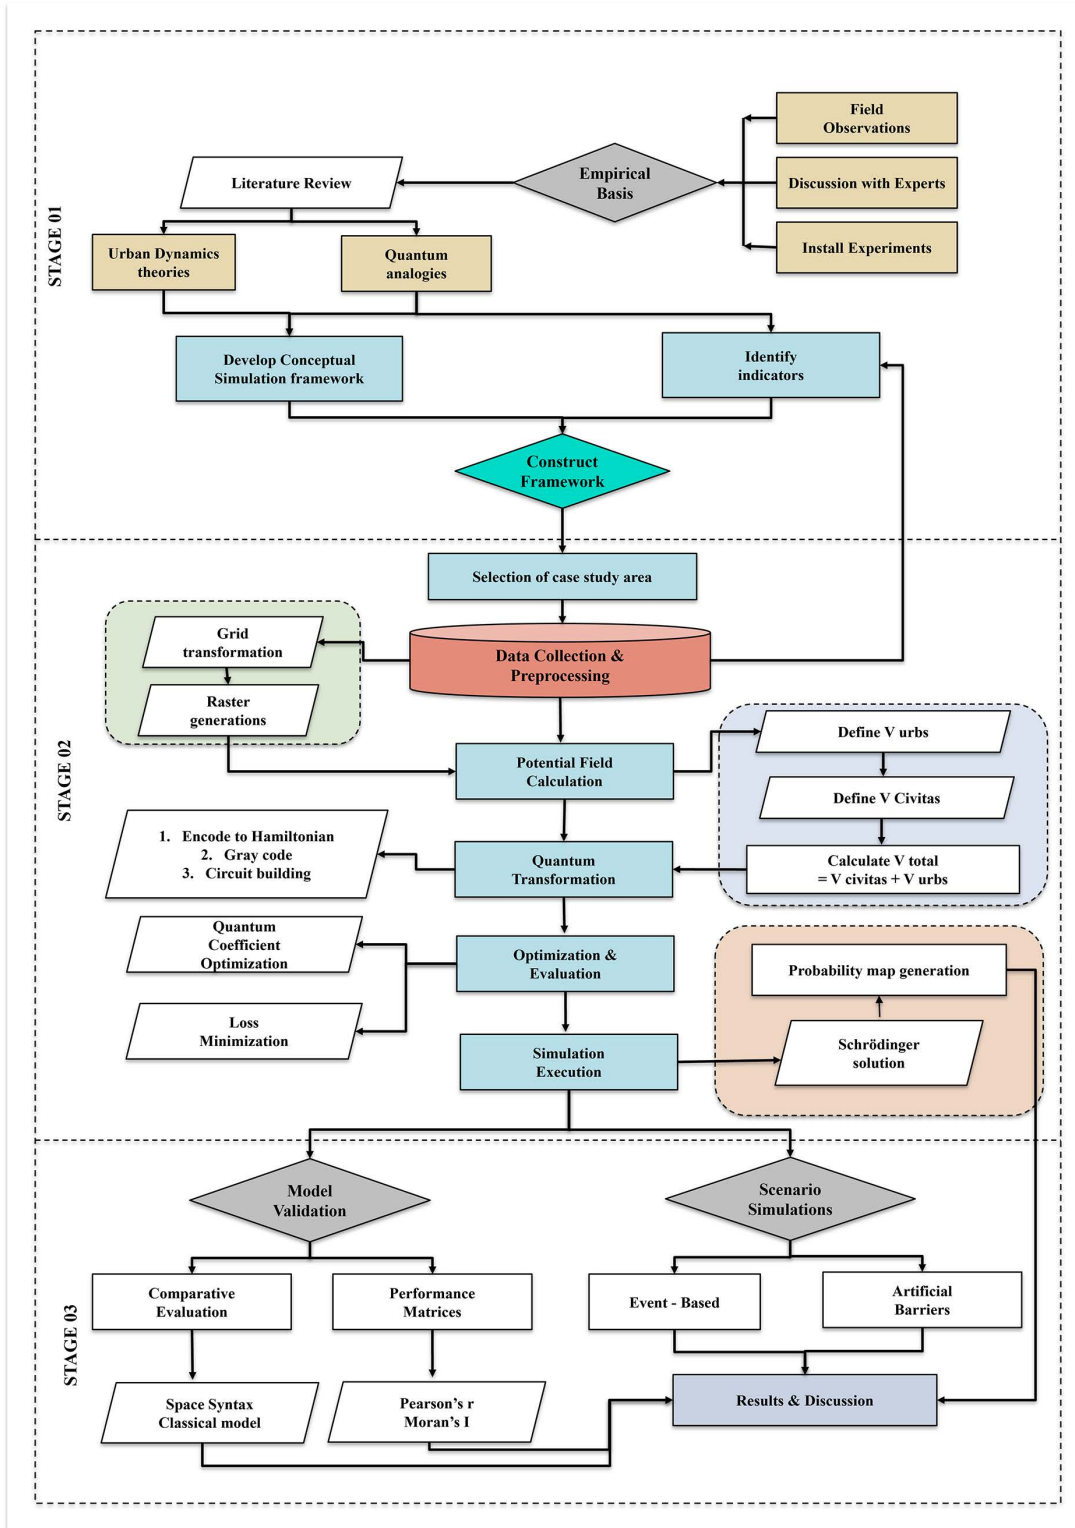 STAGE 01
Field
Observations
Discussion with Experts
Install Experiments
Empirical
Basis
Literature Review
Urban Dynamics
theories
Quantum
analogies
Develop Conceptual
Simulation framework
Identify
indicators
Construct
Framework
STAGE 02
Selection of case study area
Data Collection &
Preprocessing
Grid
transformation
Raster
generations
Potential Field
Calculation
Define V urbs
Define V Civitas
Calculate V total
= V civitas + V urbs
Quantum
Transformation
1. Encode to Hamiltonian
2. Gray code
3. Circuit building
Optimization &
Evaluation
Quantum
Coefficient
Optimization
Loss
Minimization
Simulation
Execution
Probability map generation
Schrödinger
solution
STAGE 03
Model
Validation
Scenario
Simulations
Comparative
Evaluation
Performance
Matrices
Event - Based
Artificial
Barriers
Space Syntax
Classical model
Pearson's r
Moran's I
Results & Discussion